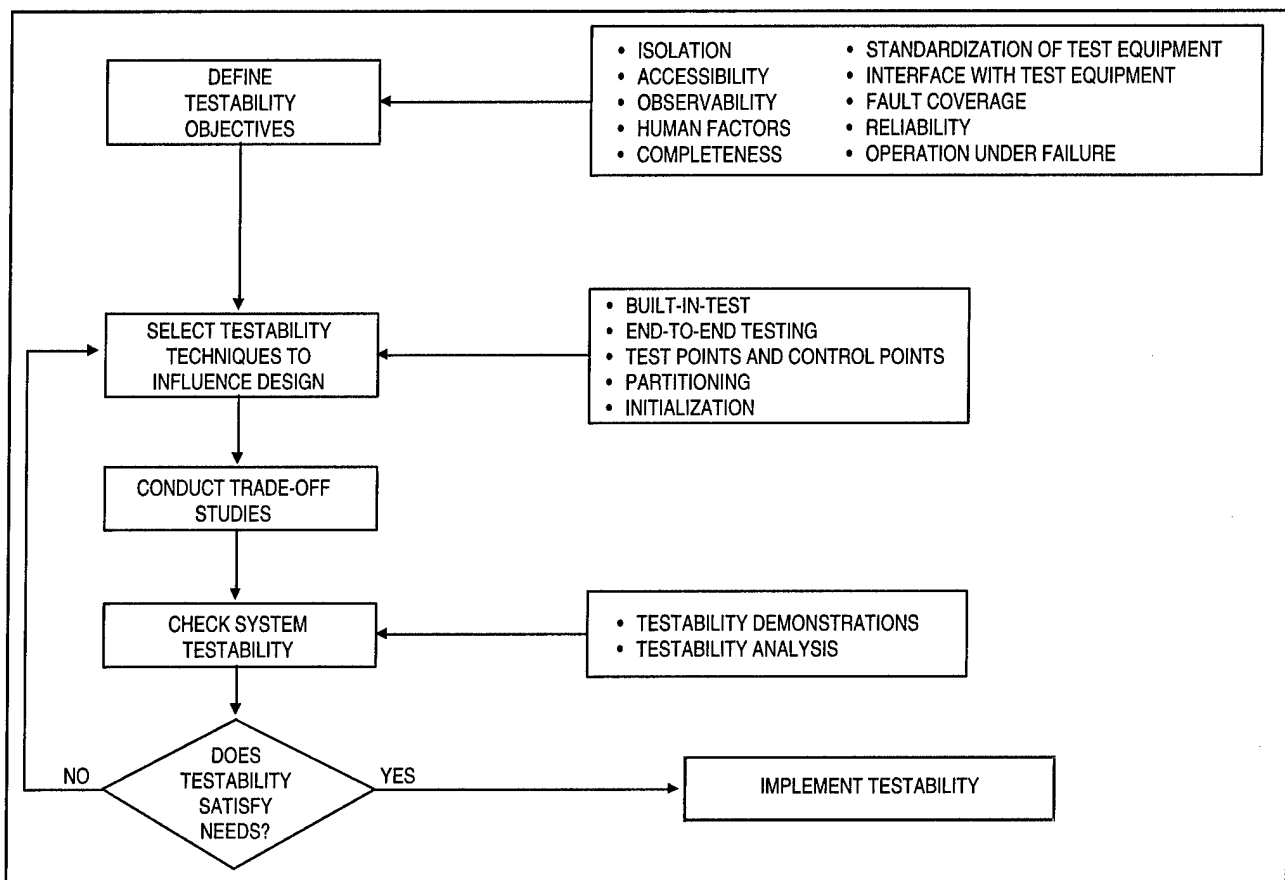 DEFINE
TESTABILITY
OBJECTIVES
• ISOLATION
• ACCESSIBILITY
• OBSERVABILITY
• HUMAN FACTORS
• COMPLETENESS
• STANDARDIZATION OF TEST EQUIPMENT
• INTERFACE WITH TEST EQUIPMENT
• FAULT COVERAGE
• RELIABILITY
• OPERATION UNDER FAILURE
SELECT TESTABILITY
TECHNIQUES TO
INFLUENCE DESIGN
• BUILT-IN-TEST
• END-TO-END TESTING
• TEST POINTS AND CONTROL POINTS
• PARTITIONING
• INITIALIZATION
CONDUCT TRADE-OFF
STUDIES
CHECK SYSTEM
TESTABILITY
• TESTABILITY DEMONSTRATIONS
• TESTABILITY ANALYSIS
NO
DOES
TESTABILITY
SATISFY
NEEDS?
YES
IMPLEMENT TESTABILITY